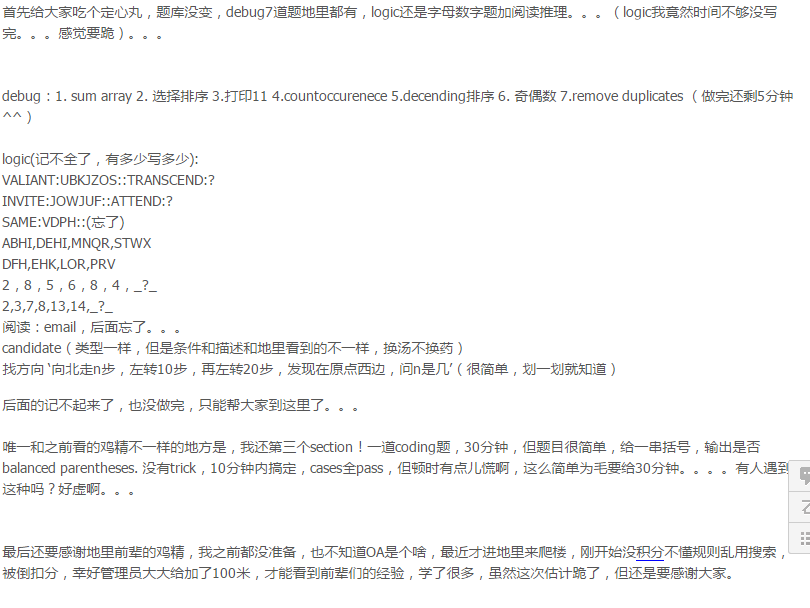 首先给大家吃个定心丸，题库没变，debug7道题地里都有，logic还是字母数字题加阅读推理。。。（logic我竟然时间不够没写
完。。。感觉要跪）。。。
debug：1. sum array 2. 选择排序 3.打印11 4.countoccurenece 5.decending排序 6. 奇偶数 7.remove duplicates （ 做完还剩5分钟
^^ ）
logic(记不全了，有多少写多少):
VALIANT:UBKJZOS::TRANSCEND:?
INVITE:JOWJUF::ATTEND:?
SAME:VDPH::(忘了)
ABHI,DEHI,MNQR,STWX
DFH,EHK,LOR,PRV
2，8，5，6，8，4，_?_
2,3,7,8,13,14,_?_
阅读：email，后面忘了。。。
candidate（类型一样，但是条件和描述和地里看到的不一样，换汤不换药）
找方向 ‘向北走n步，左转10步，再左转20步，发现在原点西边，问n是几’（很简单，划一划就知道）
后面的记不起来了，也没做完，只能帮大家到这里了。。。
唯一和之前看的鸡精不一样的地方是，我还第三个section！一道coding题，30分钟，但题目很简单，给一串括号，输出是否
balanced parentheses. 没有trick，10分钟内搞定，cases全pass，但顿时有点儿慌啊，这么简单为毛要给30分钟。。。。有人遇到
这种吗？好虚啊。。。
最后还要感谢地里前辈的鸡精，我之前都没准备，也不知道OA是个啥，最近才进地里来爬楼，刚开始没积分不懂规则乱用搜索，
被倒扣分，幸好管理员大大给加了100米，才能看到前辈们的经验，学了很多，虽然这次估计跪了，但还是要感谢大家。